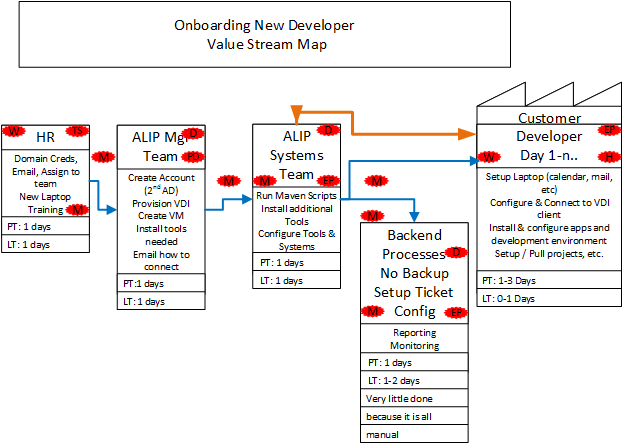 Onboarding New Developer
Value Stream Map
W
TS
HR
Domain Creds,
Email, Assign to
team
New Laptop
Training
M
PT: 1 days
LT: 1 days
M
ALIP Mgt
D
Team
Create Account
(2nd AD)
Provision VDI
Create VM
Install tools
needed
Email how to
connect
PT:1 days
LT: 1 days
M
ALIP
D
Systems
Team
M
EP
Run Maven Scripts
Install additional
Tools
Configure Tools &
Systems
PT: 1 days
LT: 1 days
M
M
Backend
Processes
D
No Backup
Setup Ticket
Config
M
EP
Reporting
Monitoring
PT: 1 days
LT: 1-2 days
Very little done
because it is all
manual
Customer
Developer
EP
Day 1-n..
W
H
Setup Laptop (calendar, mail,
etc)
Configure & Connect to VDI
client
Install & configure apps and
development environment
Setup / Pull projects, etc.
PT: 1-3 Days
LT: 0-1 Days